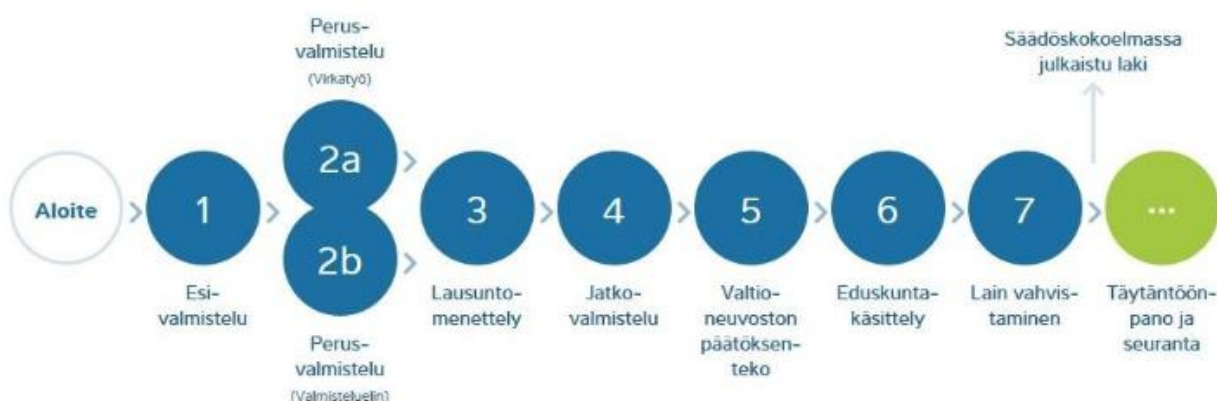 Perus-
valmistelu
(Virkatyö)
Säädöskokoelmassa
julkaistu laki
Aloite
1
2a
2b
3
4
5
6
7
...
Esi-
valmistelu
Perus-
valmistelu
(Valmisteluelin)
Lausunto-
menettely
Jatko-
valmistelu
Valtio-
neuvoston
päätöksen-
teko
Eduskunta-
käsittely
Lain vahvis-
taminen
Täytäntöön-
pano ja
seuranta